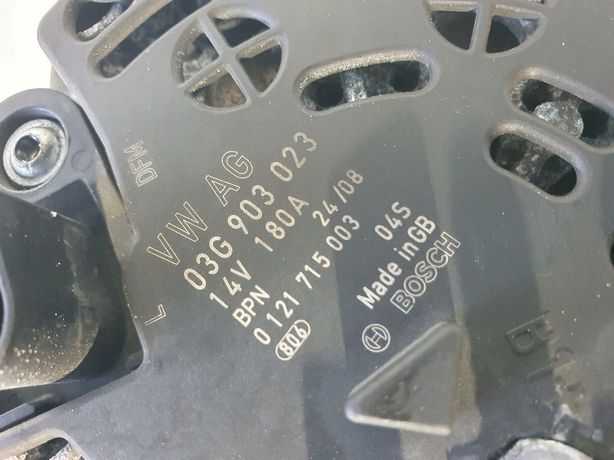 DFM
L
VW AG
03G 903 023
14V 180A 24/08
BPN
0 121 715 003 04S
806
Made in GB
BOSCH
B+